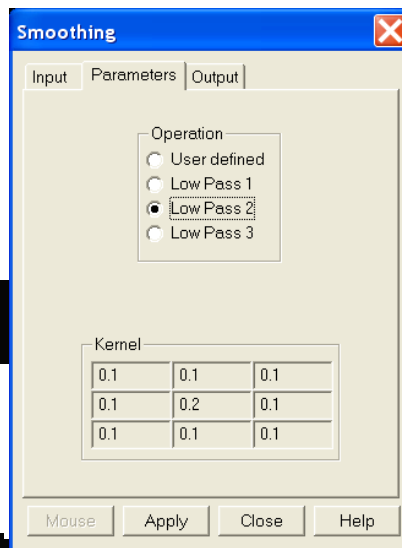 Smoothing
Input Parameters Output
Operation
User defined
Low Pass 1
Low Pass 2
Low Pass 3
Kernel
0.1 0.1 0.1
0.1 0.2 0.1
0.1 0.1 0.1
Mouse Apply Close Help